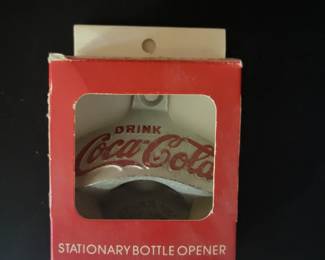 DRINK
Coca-Cola
STATIONARY BOTTLE OPENER